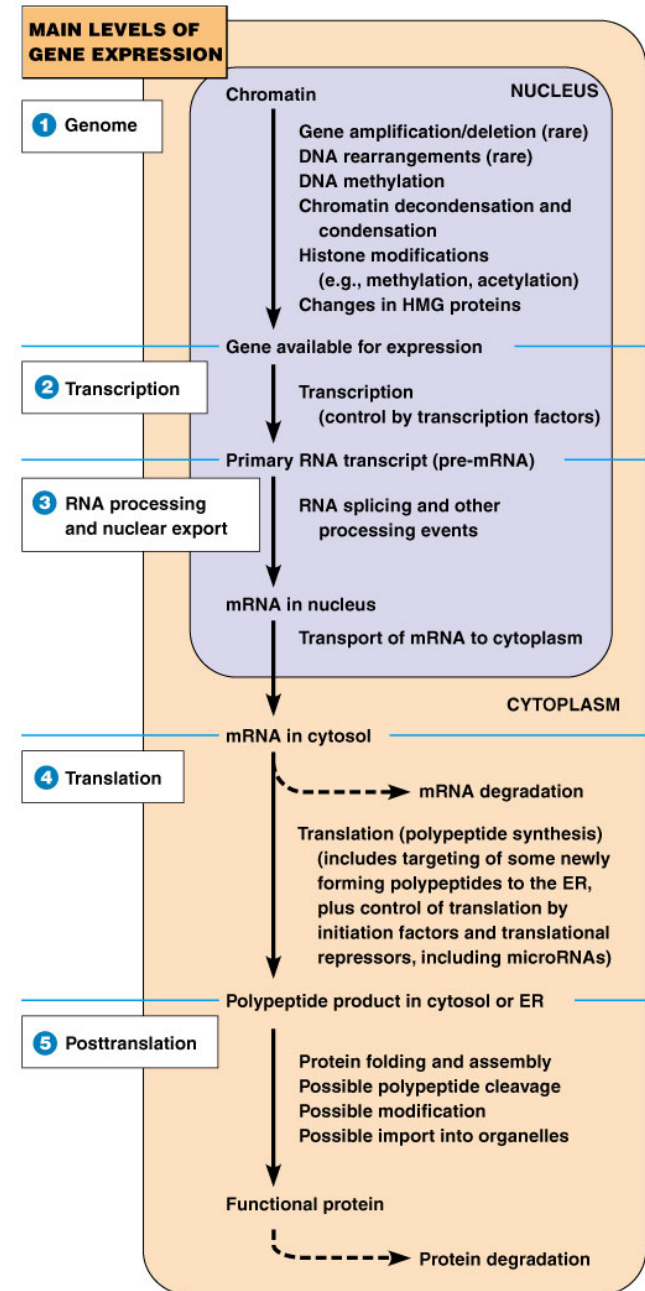 MAIN LEVELS OF
GENE EXPRESSION
NUCLEUS
Chromatin
1 Genome
Gene amplification/deletion (rare)
DNA rearrangements (rare)
DNA methylation
Chromatin decondensation and
condensation
Histone modifications
(e.g., methylation, acetylation)
Changes in HMG proteins
Gene available for expression
2 Transcription
Transcription
(control by transcription factors)
Primary RNA transcript (pre-mRNA)
3 RNA processing
and nuclear export
RNA splicing and other
processing events
mRNA in nucleus
Transport of mRNA to cytoplasm
CYTOPLASM
mRNA in cytosol
4 Translation
mRNA degradation
Translation (polypeptide synthesis)
(includes targeting of some newly
forming polypeptides to the ER,
plus control of translation by
initiation factors and translational
repressors, including microRNAs)
Polypeptide product in cytosol or ER
5 Posttranslation
Protein folding and assembly
Possible polypeptide cleavage
Possible modification
Possible import into organelles
Functional protein
Protein degradation